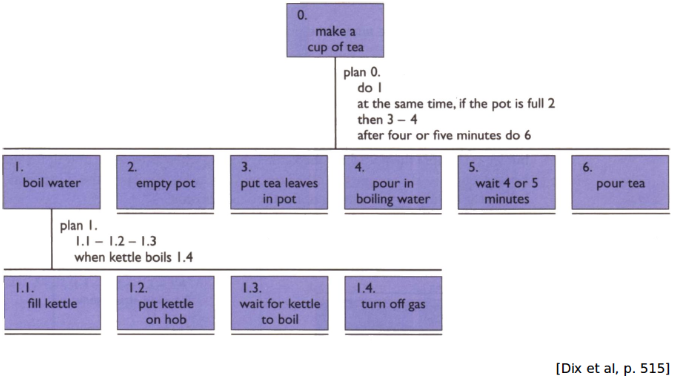 0.
make a
cup of tea
plan 0.
do 1
at the same time, if the pot is full 2
then 3 – 4
after four or five minutes do 6
1.
boil water
2.
empty pot
3.
put tea leaves
in pot
4.
pour in
boiling water
5.
wait 4 or 5
minutes
6.
pour tea
plan 1.
1.1 – 1.2 – 1.3
when kettle boils 1.4
1.1.
fill kettle
1.2.
put kettle
on hob
1.3.
wait for kettle
to boil
1.4.
turn off gas
[Dix et al, p. 515]